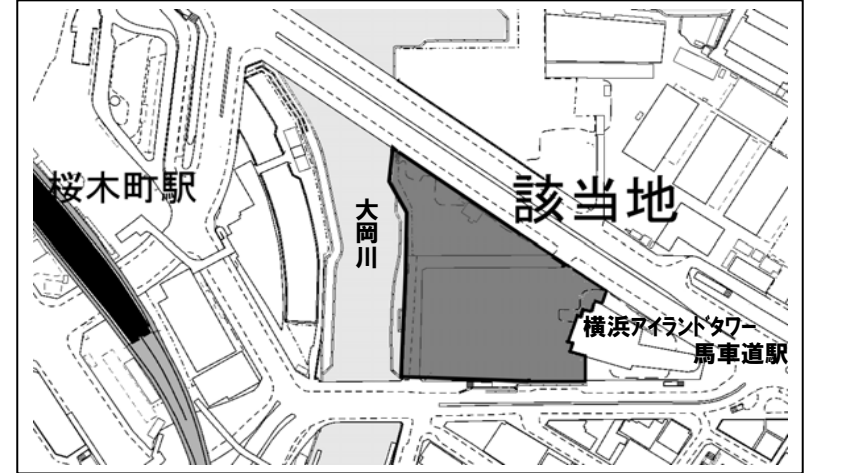 桜木町駅
大岡川
該当地
横浜アイランドタワー
馬車道駅